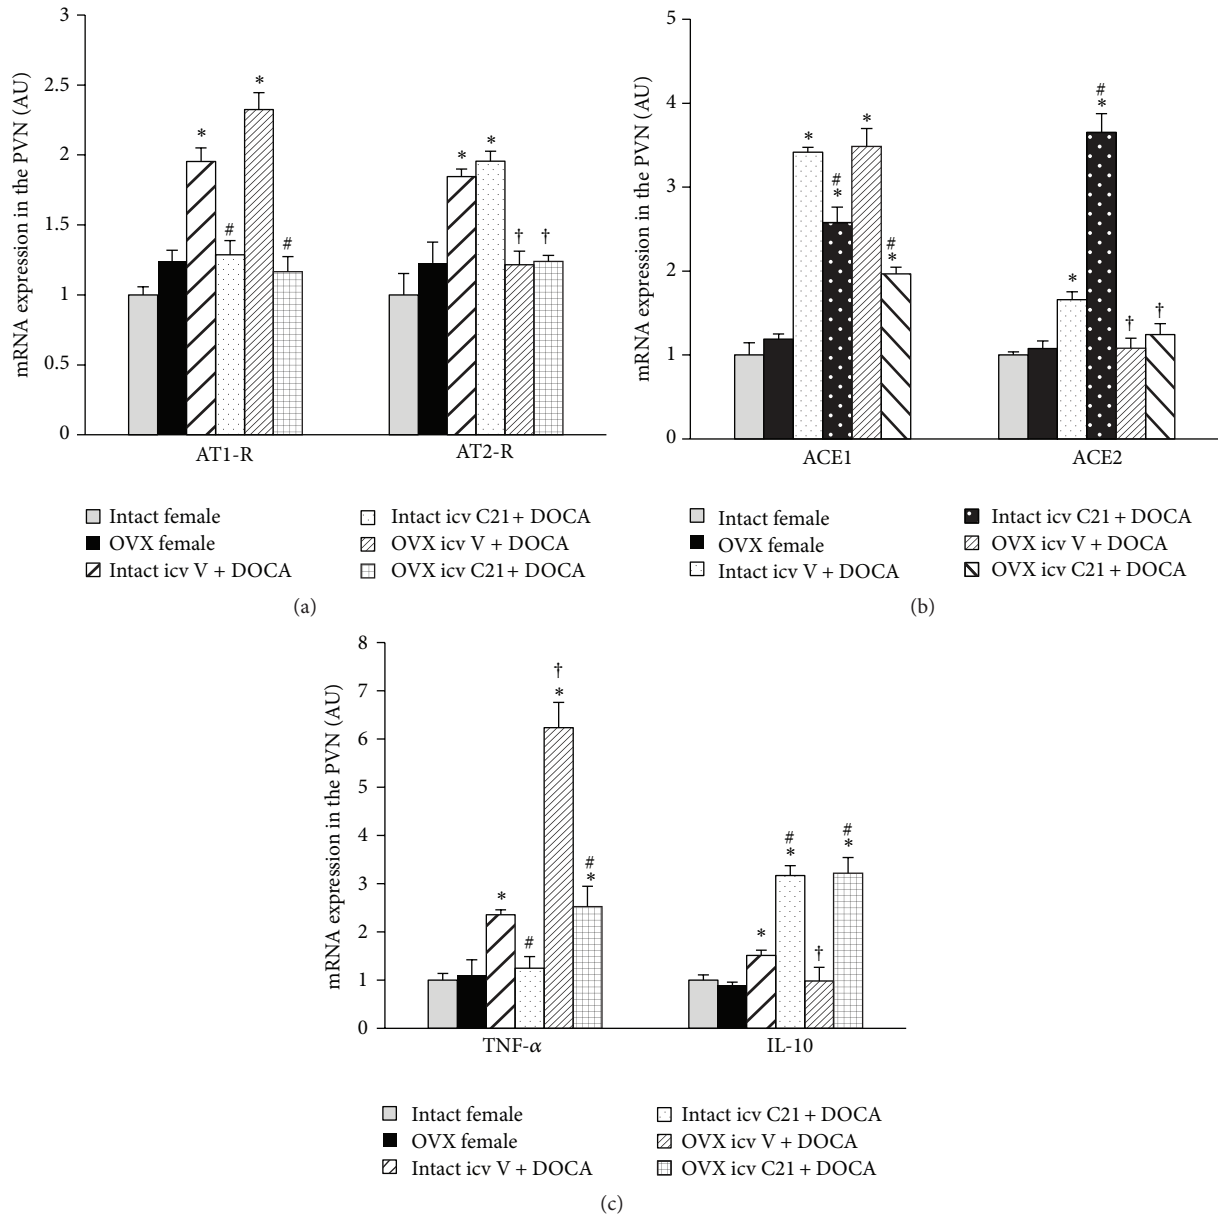 mRNA expression in the PVN (AU)
3
2.5
2
1.5
1
0.5
0
*
#
*
#
*
*
†
†
AT1-R
AT2-R
Intact female
OVX female
Intact icv V + DOCA
Intact icv C21 + DOCA
OVX icv V + DOCA
OVX icv C21 + DOCA
(a)
mRNA expression in the PVN (AU)
5
4
3
2
1
0
*
#
*
*
#
*
*
#
*
†
†
ACE1
ACE2
Intact female
OVX female
Intact icv V + DOCA
Intact icv C21 + DOCA
OVX icv V + DOCA
OVX icv C21 + DOCA
(b)
mRNA expression in the PVN (AU)
8
7
6
5
4
3
2
1
0
*
#
†
*
#
*
*
#
*
†
#
*
TNF-α
IL-10
Intact female
OVX female
Intact icv V + DOCA
Intact icv C21 + DOCA
OVX icv V + DOCA
OVX icv C21 + DOCA
(c)